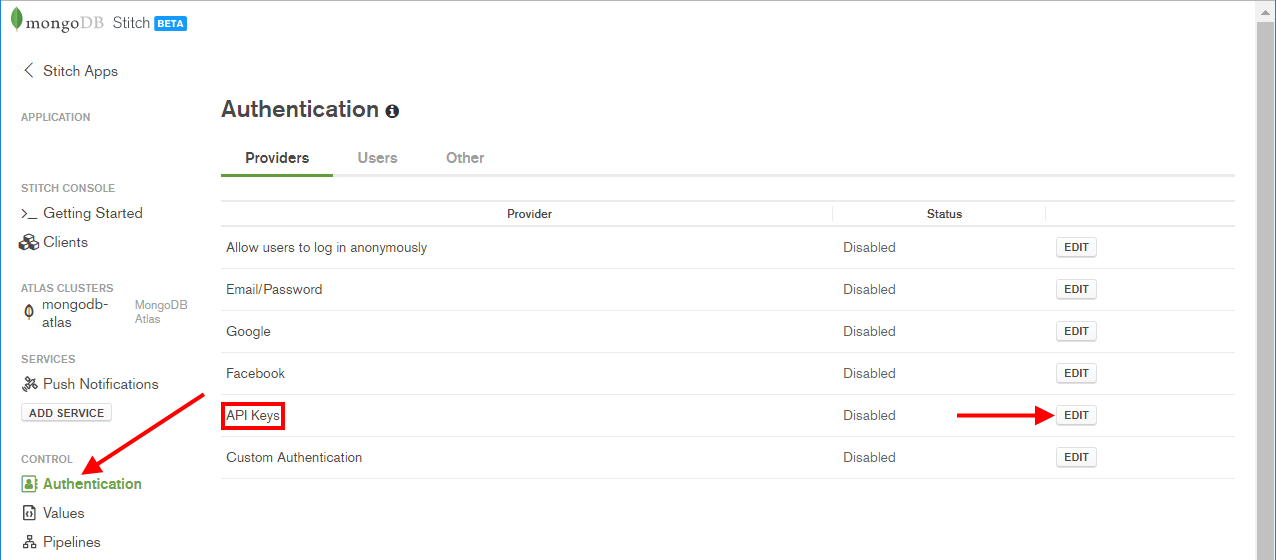 mongoDB Stitch BETA
Stitch Apps
APPLICATION
STITCH CONSOLE
Getting Started
Clients
ATLAS CLUSTERS
mongodb-atlas MongoDB Atlas
SERVICES
Push Notifications
ADD SERVICE
CONTROL
Authentication
Values
Pipelines
Authentication
Providers Users Other
Provider Status
Allow users to log in anonymously Disabled EDIT
Email/Password Disabled EDIT
Google Disabled EDIT
Facebook Disabled EDIT
API Keys Disabled EDIT
Custom Authentication Disabled EDIT